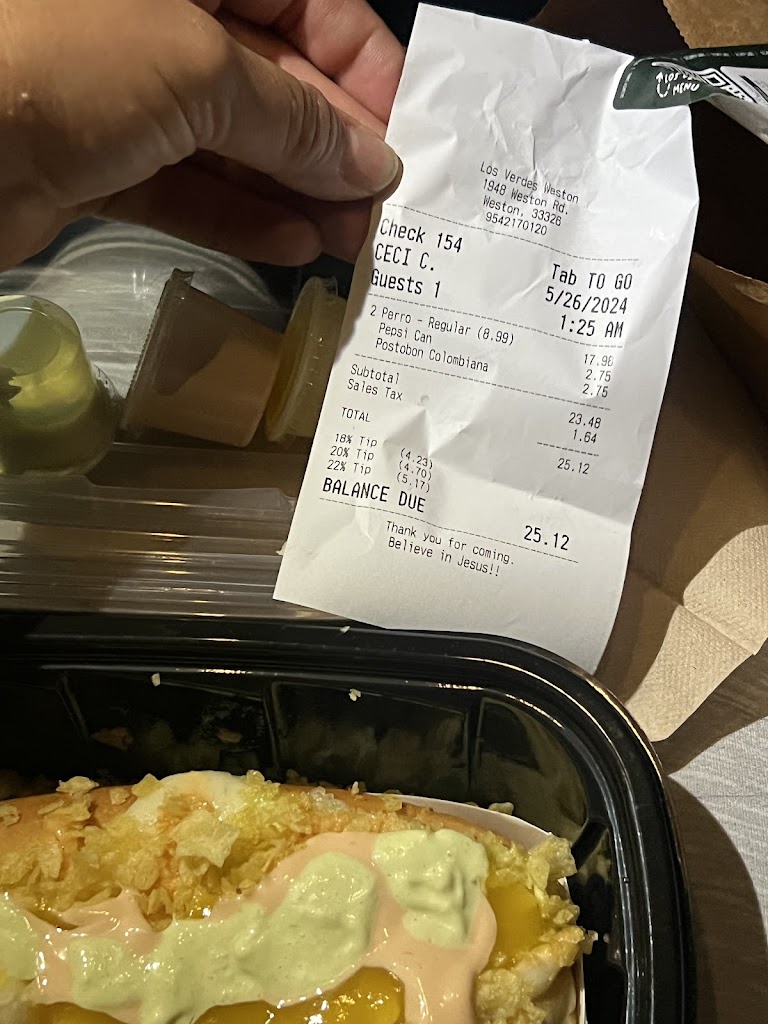 LOS
MENU
Los Verdes Weston
1948 Weston Rd.
Weston, 33326
9542170120
Check 154 Tab TO GO
CECI C. 5/26/2024
Guests 1 1:25 AM
2 Perro - Regular (8.99) 17.98
Pepsi Can 2.75
Postobon Colombiana 2.75
Subtotal 23.48
Sales Tax 1.64
TOTAL 25.12
18% Tip (4.23)
20% Tip (4.70)
22% Tip (5.17)
BALANCE DUE 25.12
Thank you for coming.
Believe in Jesus!!